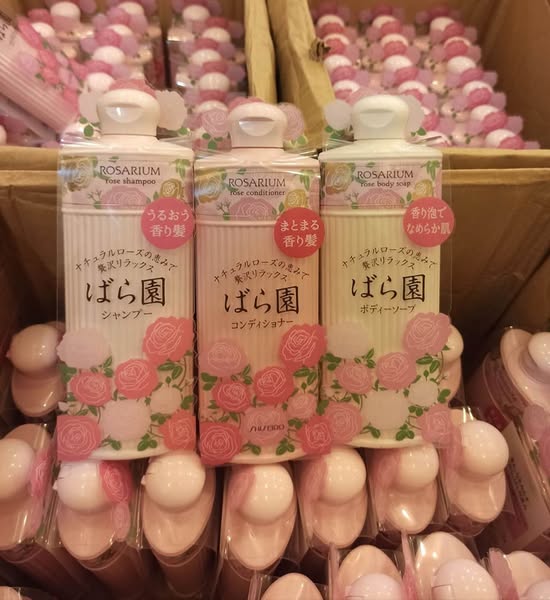 ROSARIUM
rose shampoo
うるおう
香り髪
ナチュラルローズの恵みで
贅沢リラックス
ばら園
シャンプー
ROSARIUM
rose conditioner
まとまる
香り髪
ナチュラルローズの恵みで
贅沢リラックス
ばら園
コンディショナー
SHISEIDO
ROSARIUM
rose body soap
香り泡で
なめらか肌
ナチュラルローズの恵みで
贅沢リラックス
ばら園
ボディーソープ